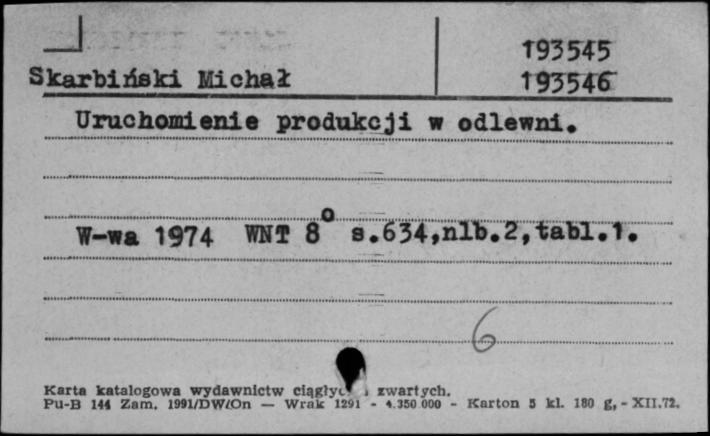 193545
Skarbiński Michał 193546
Uruchomienie produkcji w odlewni.
W-wa 1974 WNT 8° s.634,nlb.2,tabl.1.
6
Karta katalogowa wydawnictw zwartych.
Pu-B 144 Zam. 1991/DW/On — Wrak 1291 - 4.350 000 - Karton 5 kl. 180 g, - XII.72.